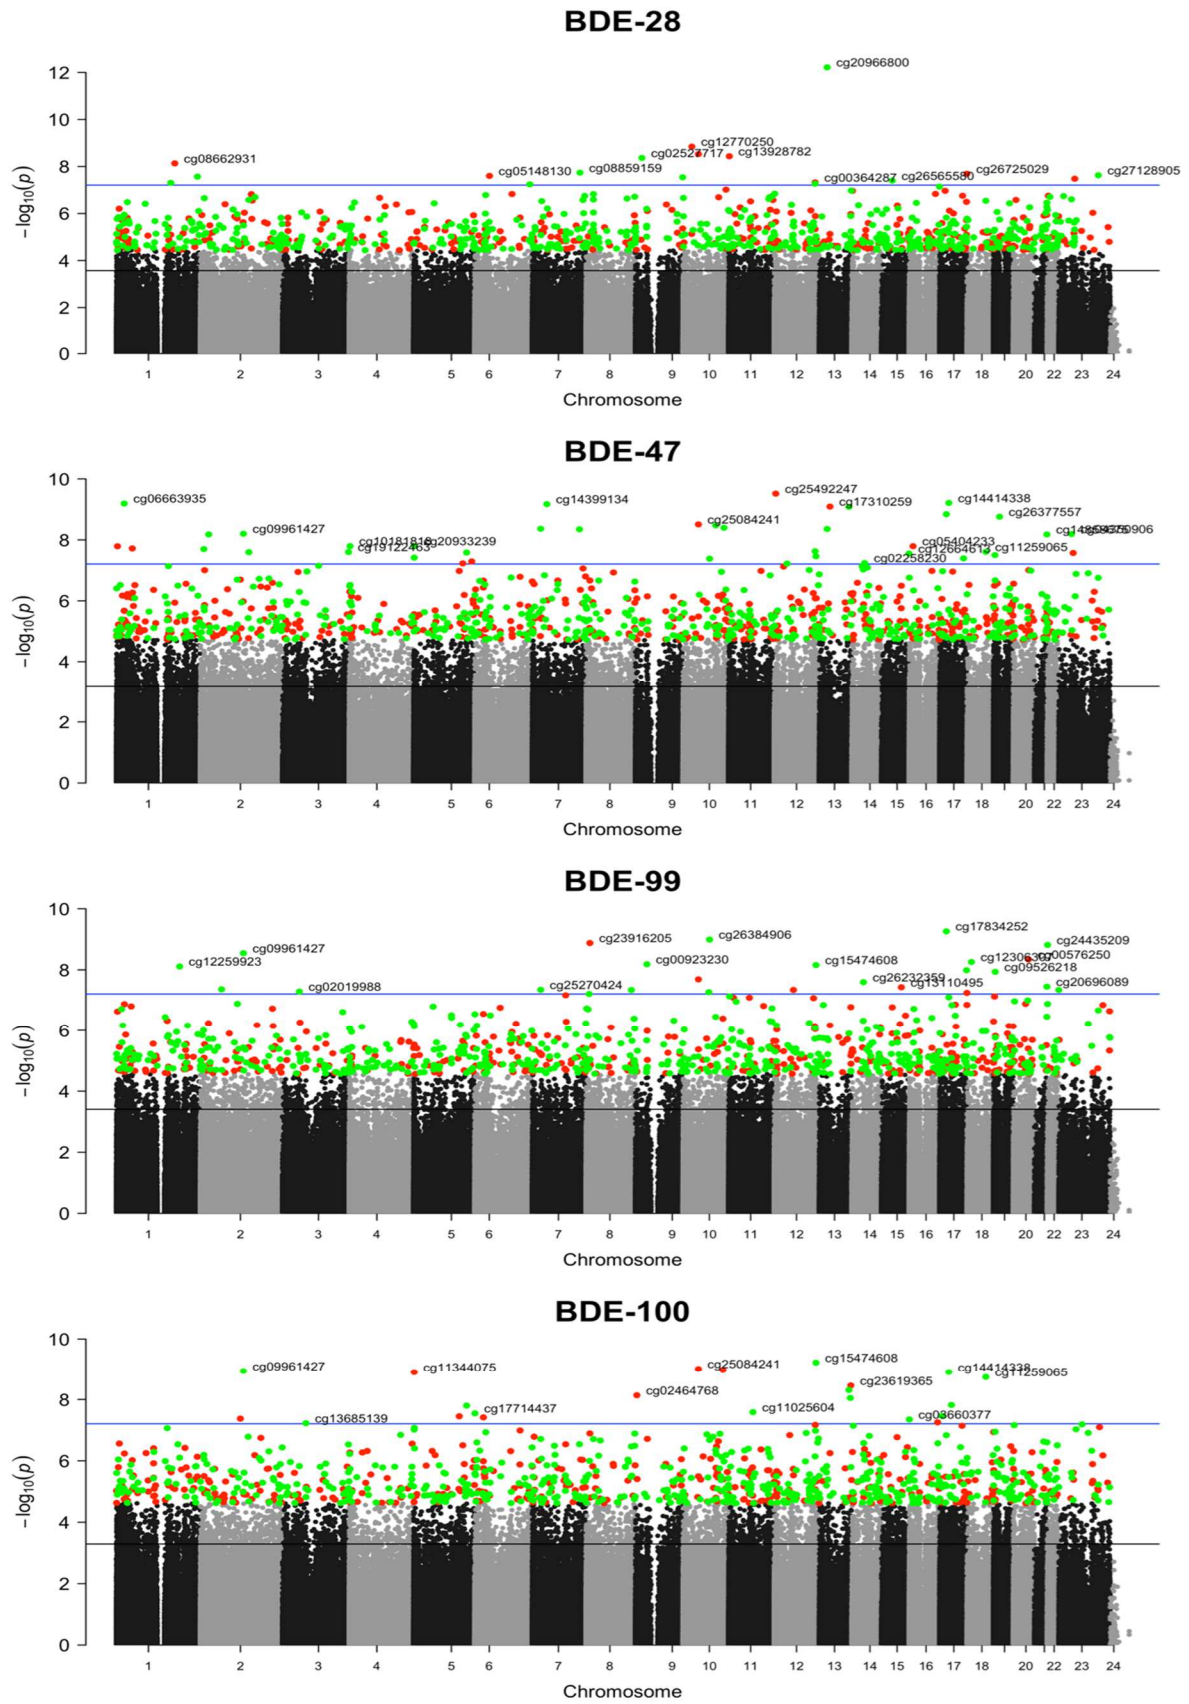 BDE-28
12
10
8
6
4
2
0
−log10(p)
cg20966800
cg12770250
cg02527717
cg13928782
cg08662931
cg05148130
cg08859159
cg00364287
cg26565580
cg26725029
cg27128905
1 2 3 4 5 6 7 8 9 10 11 12 13 14 15 16 17 18 20 22 23 24
Chromosome
BDE-47
10
8
6
4
2
0
−log10(p)
cg06663935
cg09961427
cg10181818
cg19122463
cg20933239
cg14399134
cg25492247
cg25084241
cg17310259
cg02258230
cg05404233
cg12664613
cg14414338
cg26377557
cg11259065
1 2 3 4 5 6 7 8 9 10 11 12 13 14 15 16 17 18 20 22 23 24
Chromosome
BDE-99
10
8
6
4
2
0
−log10(p)
cg12259923
cg09961427
cg02019988
cg25270424
cg23916205
cg00923230
cg26384906
cg15474608
cg26232359
cg13110495
cg17834252
cg09526218
cg00576250
cg24435209
cg20696089
1 2 3 4 5 6 7 8 9 10 11 12 13 14 15 16 17 18 20 22 23 24
Chromosome
BDE-100
10
8
6
4
2
0
−log10(p)
cg09961427
cg13685139
cg11344075
cg17714437
cg02464768
cg25084241
cg11025604
cg15474608
cg23619365
cg03660377
cg14414338
cg11259065
1 2 3 4 5 6 7 8 9 10 11 12 13 14 15 16 17 18 20 22 23 24
Chromosome